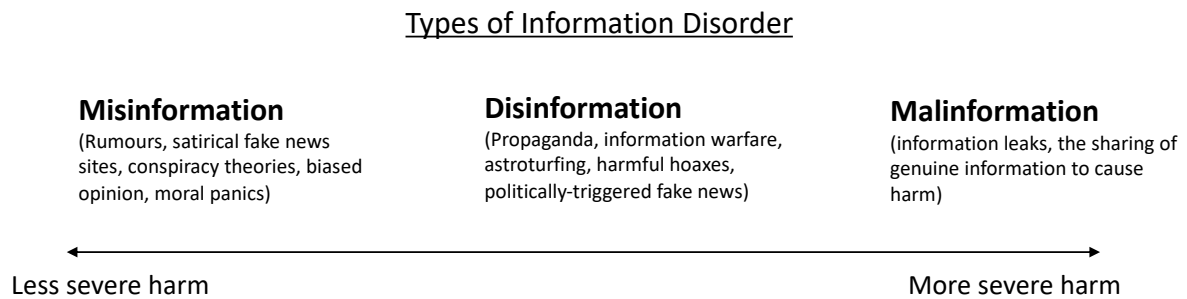 Types of Information Disorder
Misinformation
(Rumours, satirical fake news
sites, conspiracy theories, biased
opinion, moral panics)
Disinformation
(Propaganda, information warfare,
astroturfing, harmful hoaxes,
politically-triggered fake news)
Malinformation
(information leaks, the sharing of
genuine information to cause
harm)
Less severe harm
More severe harm